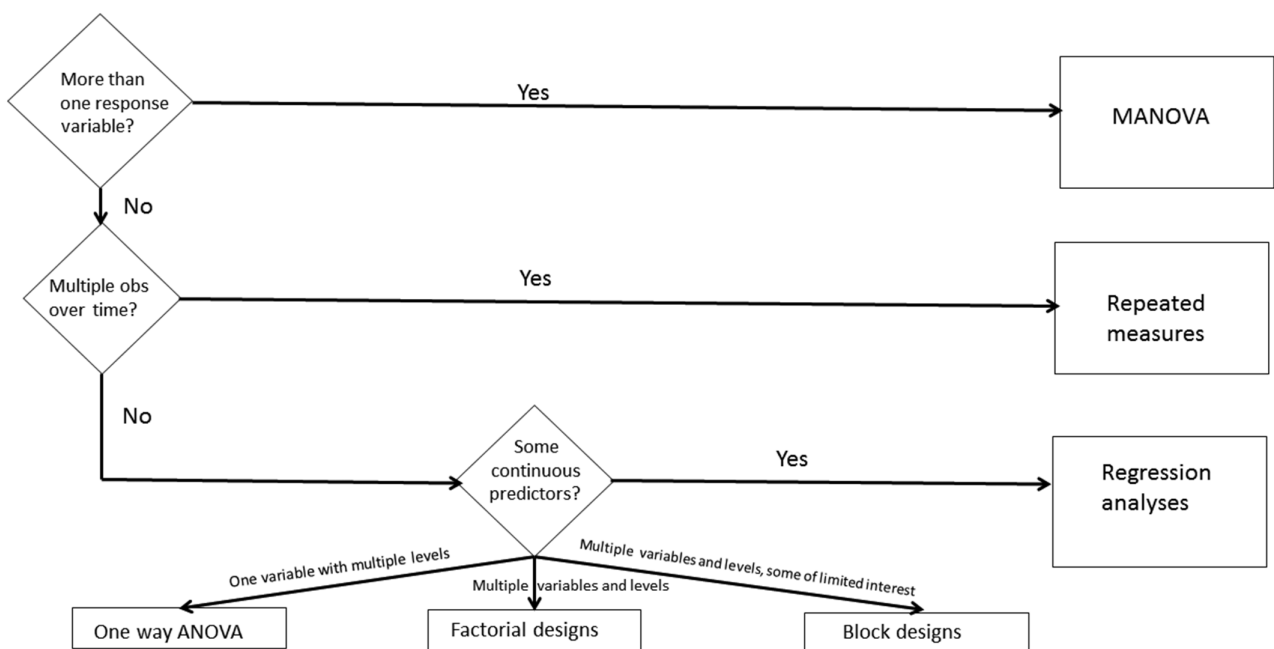 More than
one response
variable?
Yes
MANOVA
No
Multiple obs
over time?
Yes
Repeated
measures
No
Some
continuous
predictors?
Yes
Regression
analyses
One variable with multiple levels
Multiple variables and levels
Multiple variables and levels, some of limited interest
One way ANOVA
Factorial designs
Block designs